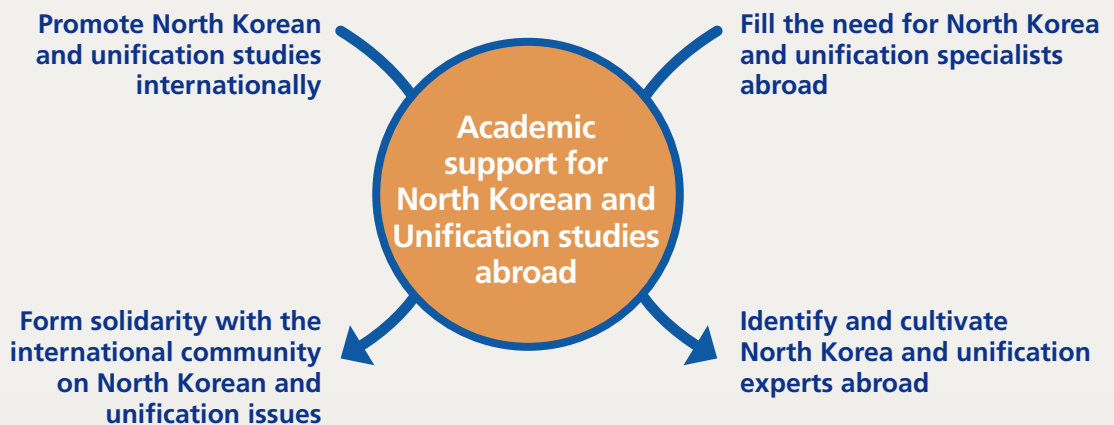 Promote North Korean
and unification studies
internationally
Fill the need for North Korea
and unification specialists
abroad
Academic
support for
North Korean and
Unification studies
abroad
Form solidarity with the
international community
on North Korean and
unification issues
Identify and cultivate
North Korea and unification
experts abroad